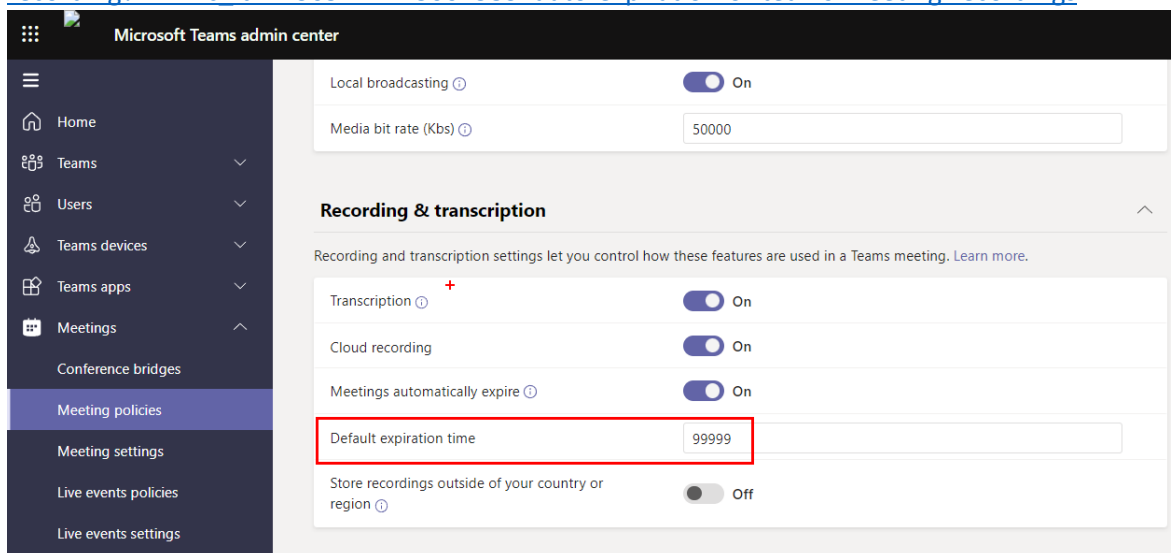 Microsoft Teams admin center
Local broadcasting On
Media bit rate (Kbs) 50000
Home
Teams
Users
Teams devices
Teams apps
Meetings
Conference bridges
Meeting policies
Meeting settings
Live events policies
Live events settings
Recording & transcription
Recording and transcription settings let you control how these features are used in a Teams meeting. Learn more.
Transcription On
Cloud recording On
Meetings automatically expire On
Default expiration time 99999
Store recordings outside of your country or
region Off